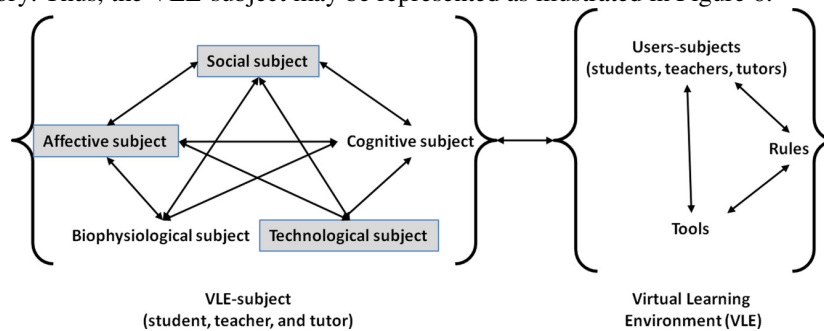 ory. Thus, the VLE-subject may be represented as illustrated in Figure 6.
Social subject
Users-subjects
(students, teachers, tutors)
Affective subject
Cognitive subject
Rules
Biophysiological subject
Technological subject
Tools
VLE-subject
(student, teacher, and tutor)
Virtual Learning
Environment (VLE)